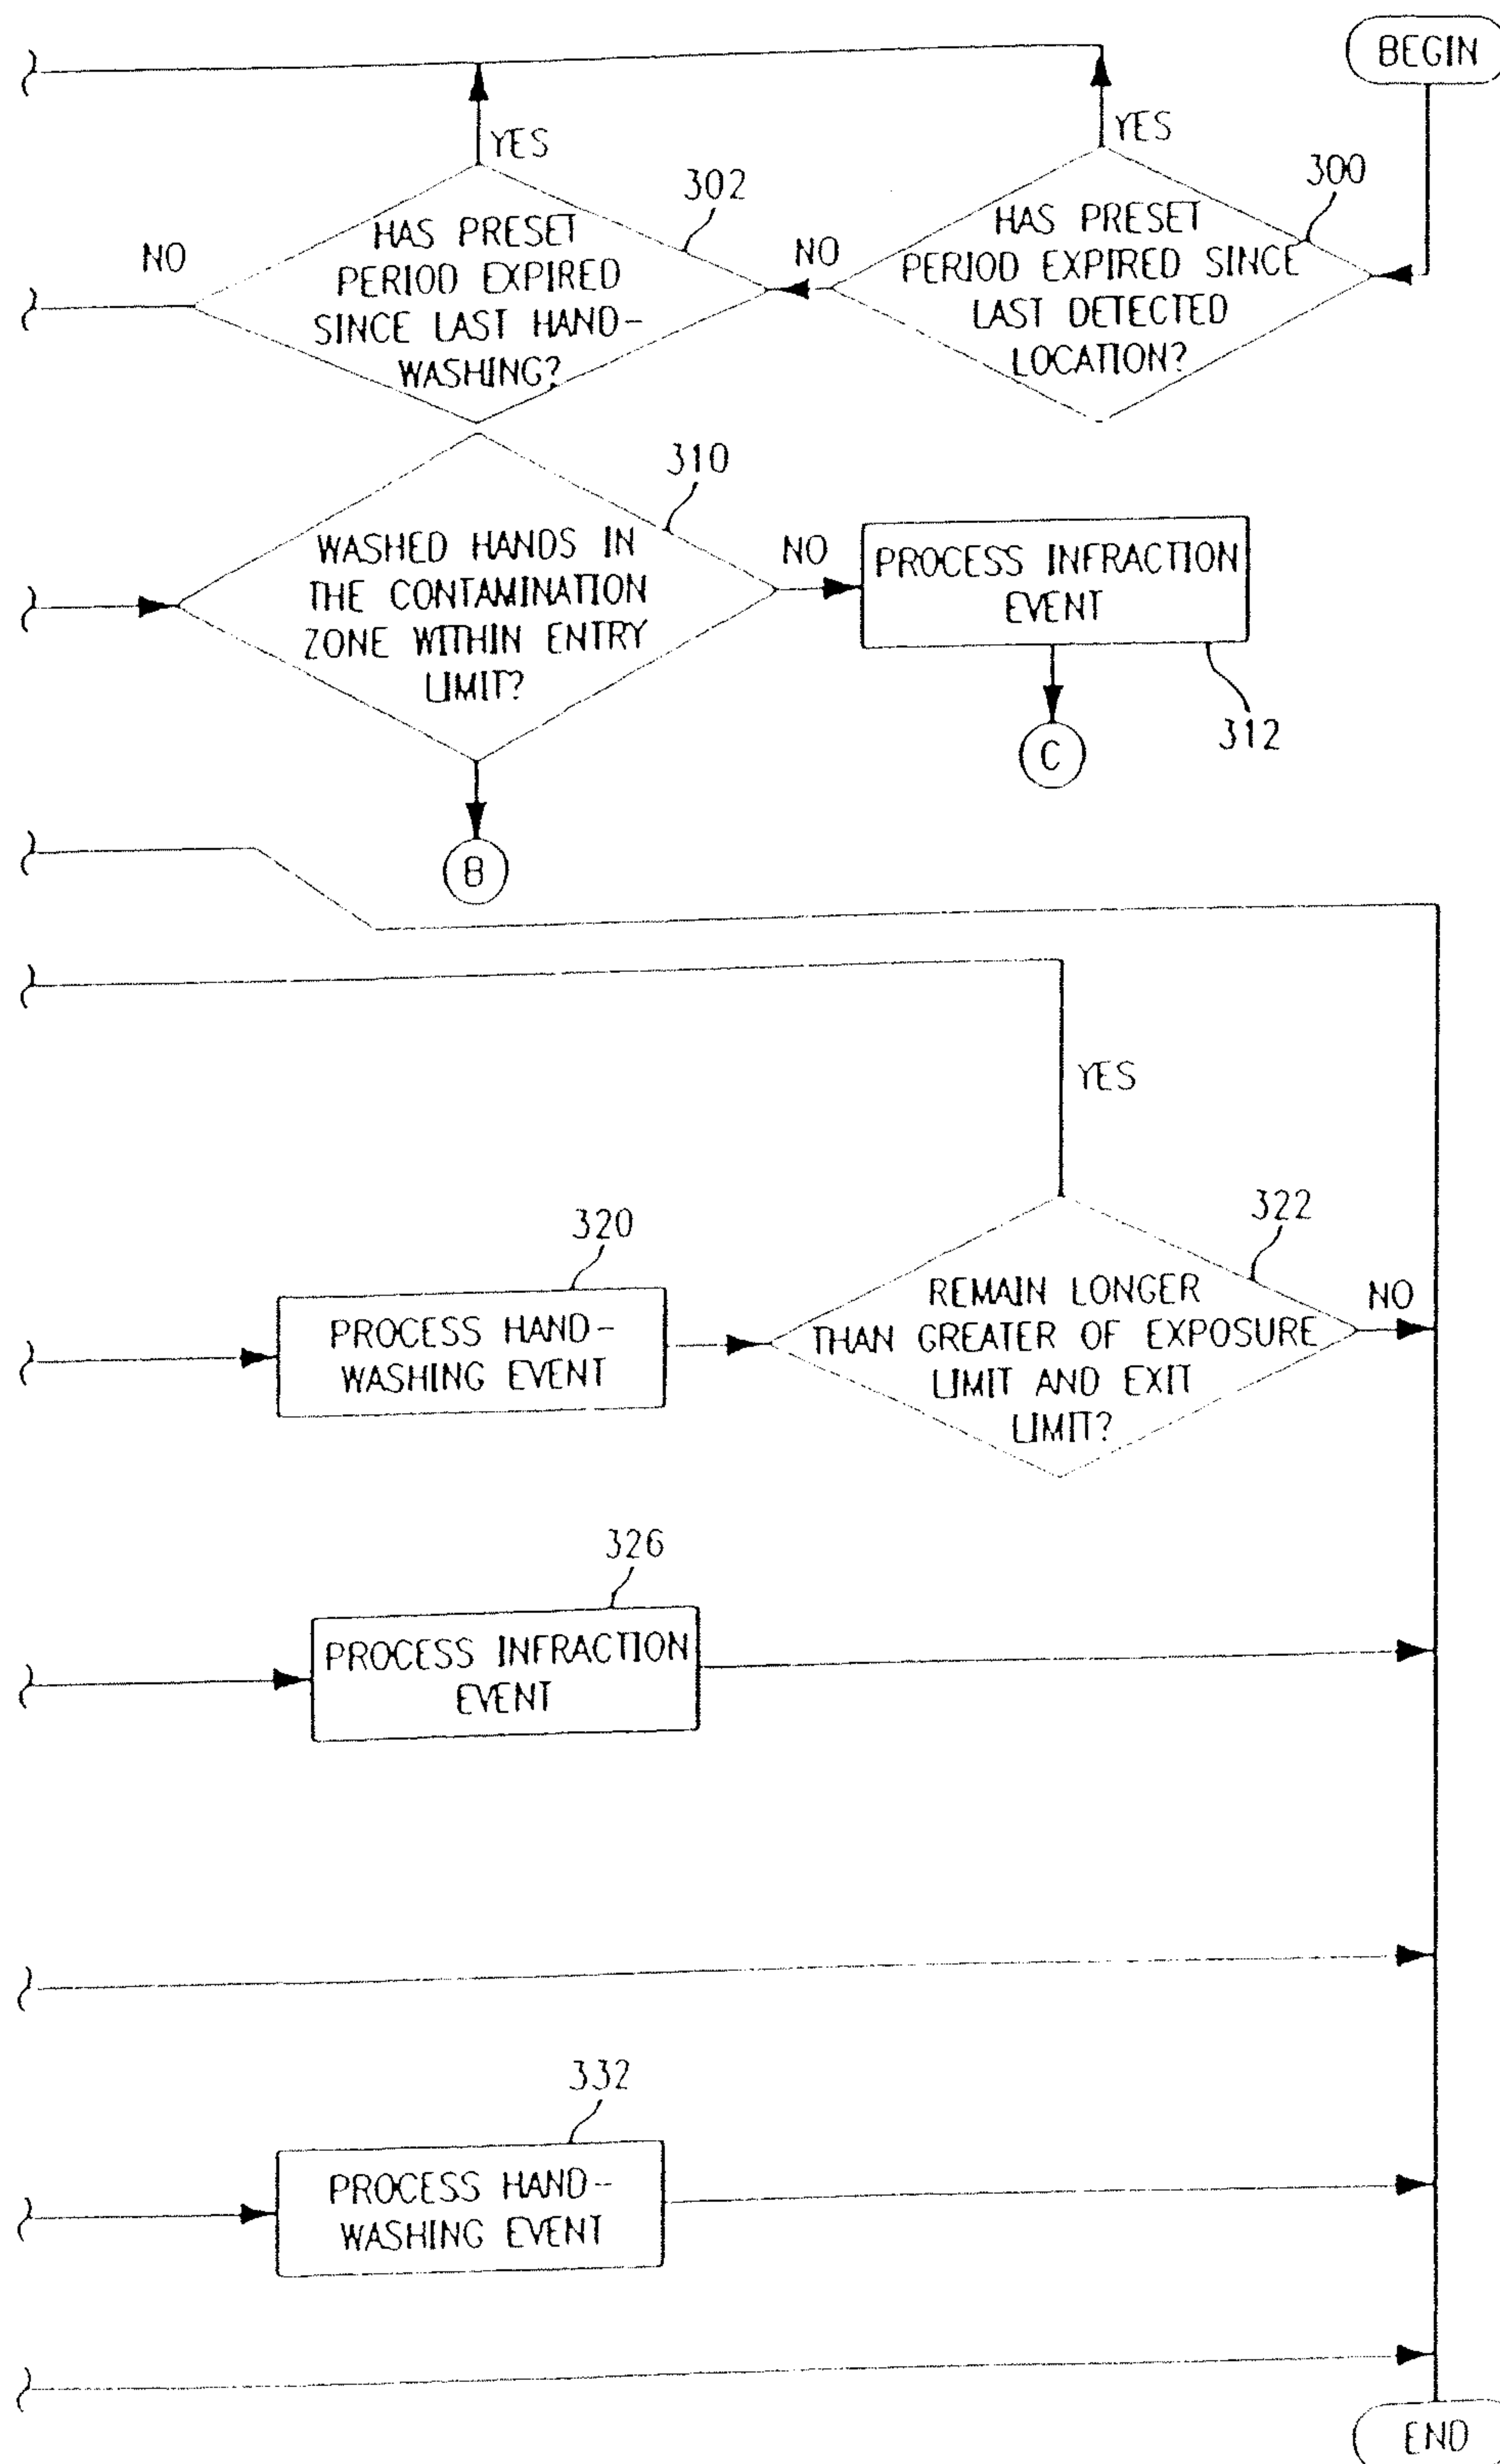 BEGIN
YES
YES
302
300
HAS PRESET
PERIOD EXPIRED
SINCE LAST HAND-
WASHING?
NO
NO
HAS PRESET
PERIOD EXPIRED SINCE
LAST DETECTED
LOCATION?
310
WASHED HANDS IN
THE CONTAMINATION
ZONE WITHIN ENTRY
LIMIT?
NO
PROCESS INFRACTION
EVENT
312
C
B
YES
320
PROCESS HAND-
WASHING EVENT
322
REMAIN LONGER
THAN GREATER OF EXPOSURE
LIMIT AND EXIT
LIMIT?
NO
326
PROCESS INFRACTION
EVENT
332
PROCESS HAND-
WASHING EVENT
END